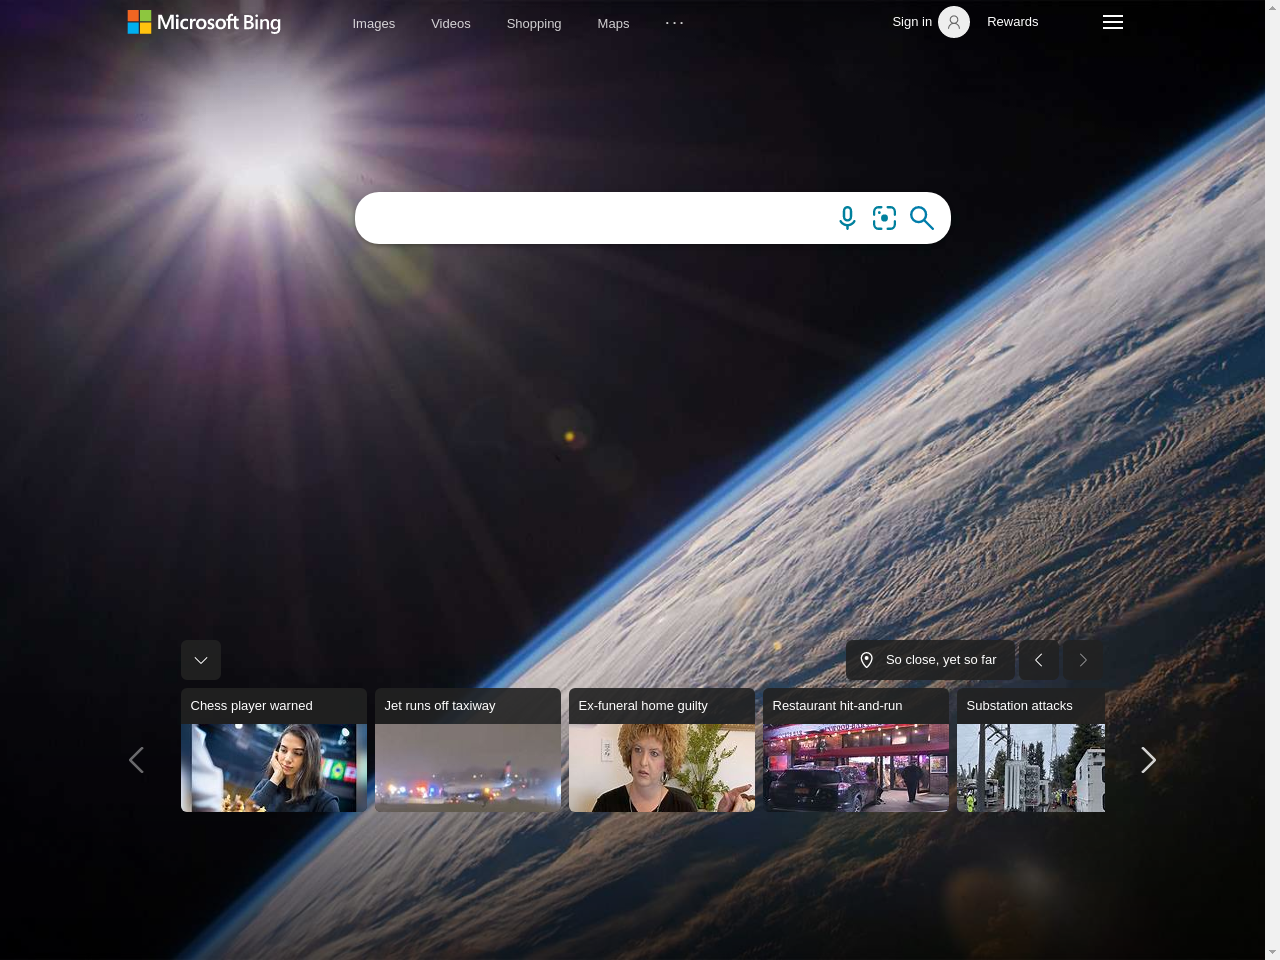 Microsoft Bing
Images
Videos
Shopping
Maps
Sign in
Rewards
So close, yet so far
Chess player warned
Jet runs off taxiway
Ex-funeral home guilty
Restaurant hit-and-run
Substation attacks